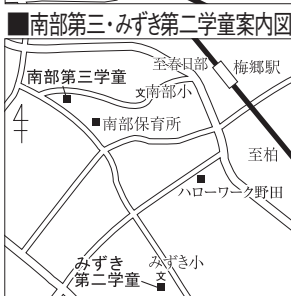 ■南部第三・みずき第二学童案内図
至春日部
梅郷駅
南部第三学童
文南部小
南部保育所
至柏
ハローワーク野田
みずき
第二学童
みずき小
文